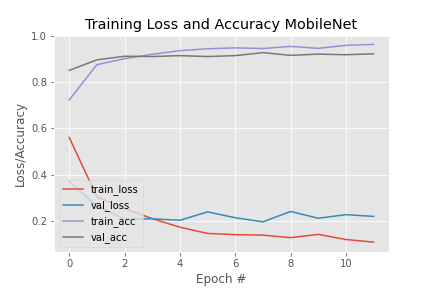 Training Loss and Accuracy MobileNet
Loss/Accuracy
1.0
0.8
0.6
0.4
0.2
train_loss
val_loss
train_acc
val_acc
0 2 4 6 8 10
Epoch #